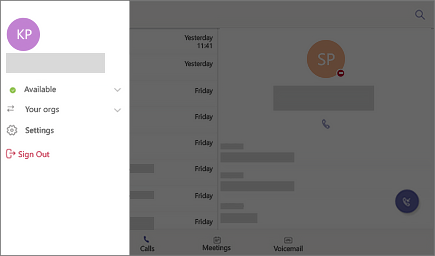 KP
Available
Your orgs
Settings
Sign Out
Yesterday
11:41
Yesterday
Friday
Friday
Friday
Friday
Friday
Friday
SP
Calls
Meetings
Voicemail